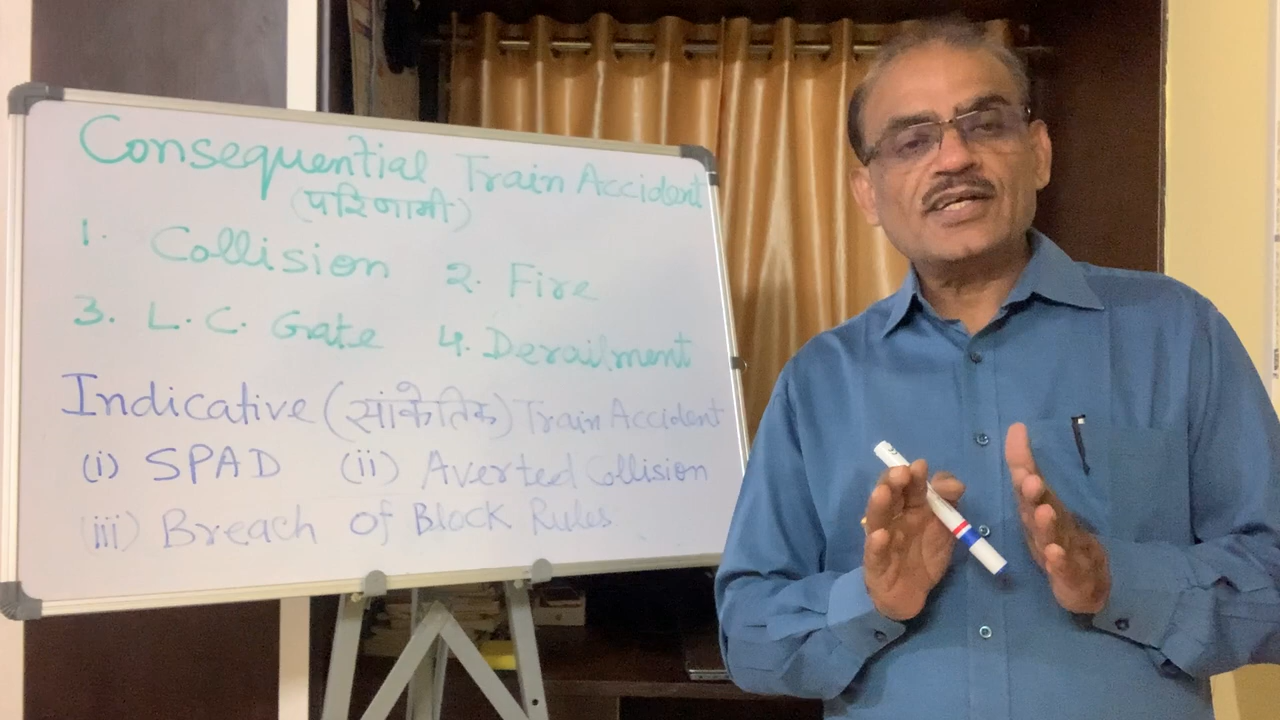 Consequential Train Accident
(परिणामी)
1. Collision 2. Fire
3. L.C. Gate 4. Derailment
Indicative (सांकेतिक) Train Accident
(i) SPAD (ii) Averted Collision
(iii) Breach of Block Rules